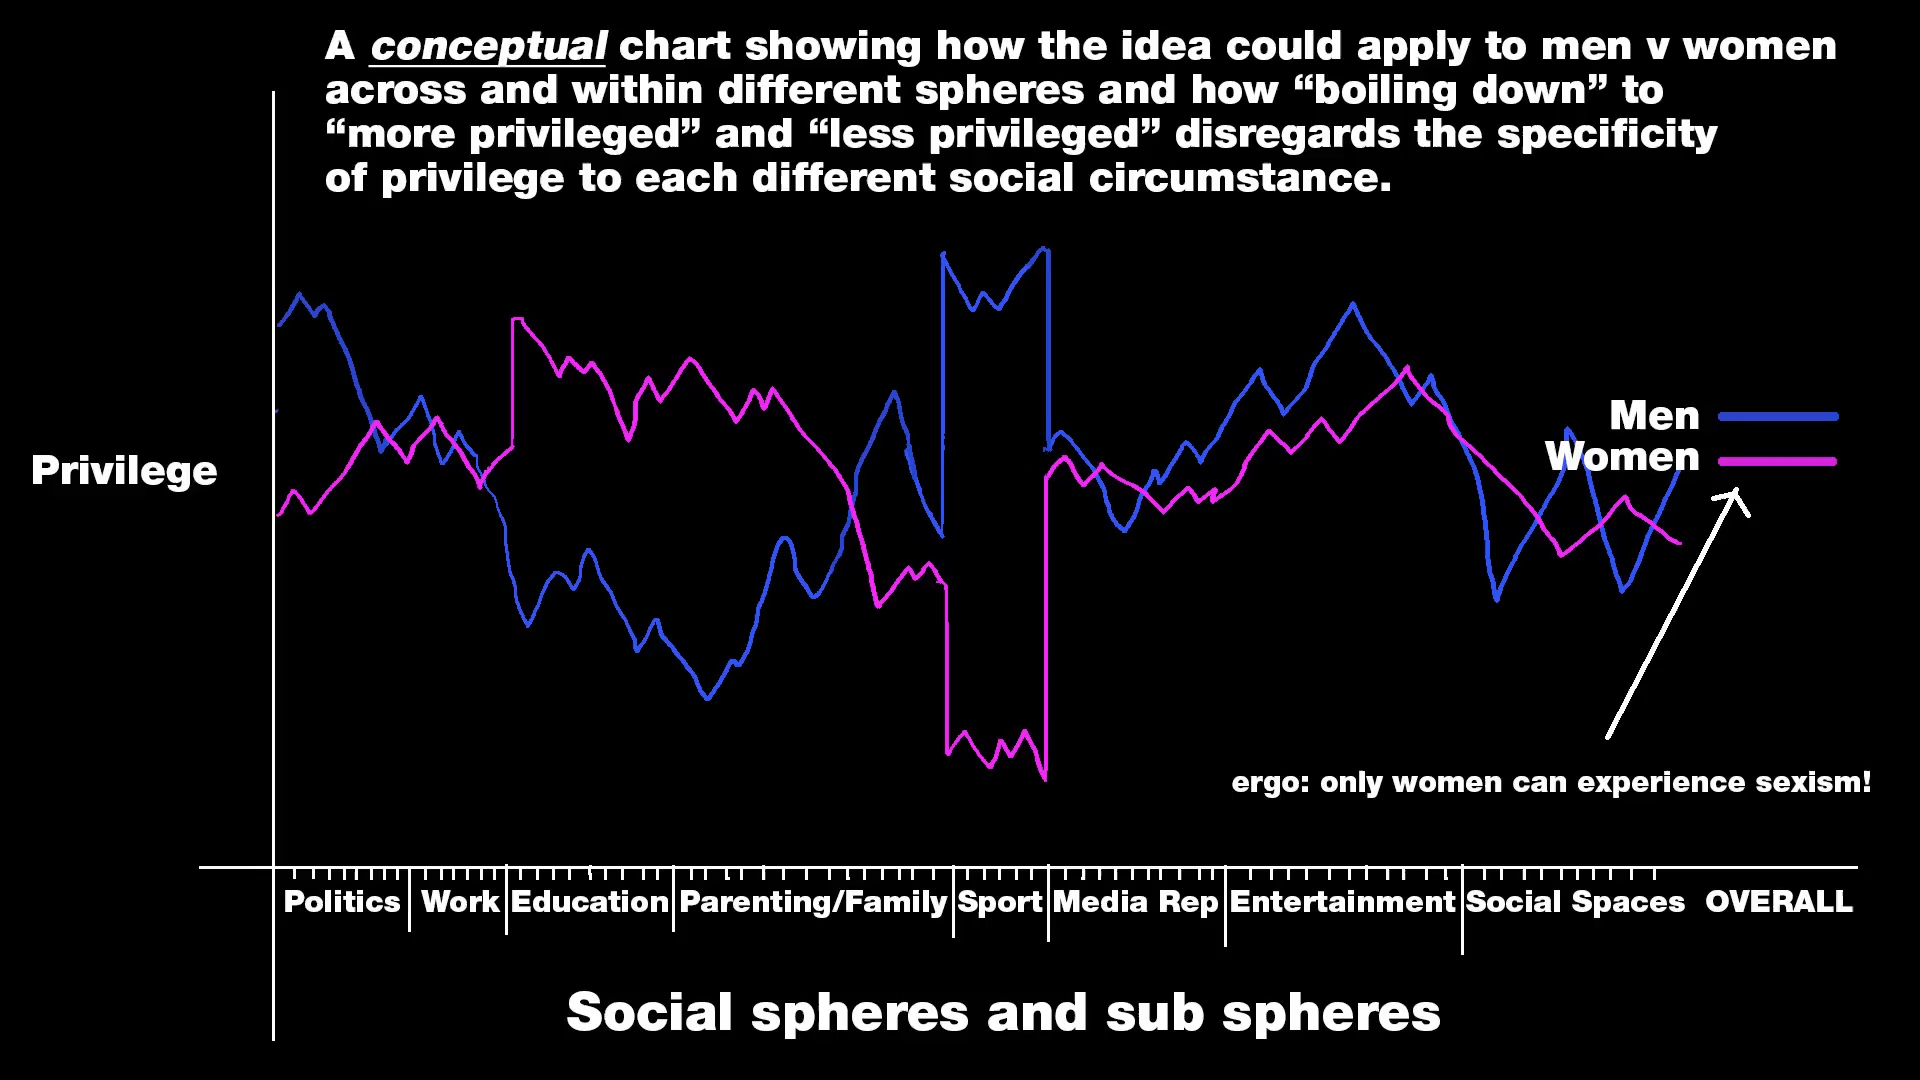 A conceptual chart showing how the idea could apply to men v women
across and within different spheres and how “boiling down” to
“more privileged” and “less privileged” disregards the specificity
of privilege to each different social circumstance.
Men
Women
Privilege
ergo: only women can experience sexism!
Politics
Work
Education
Parenting/Family
Sport
Media Rep
Entertainment
Social Spaces
OVERALL
Social spheres and sub spheres